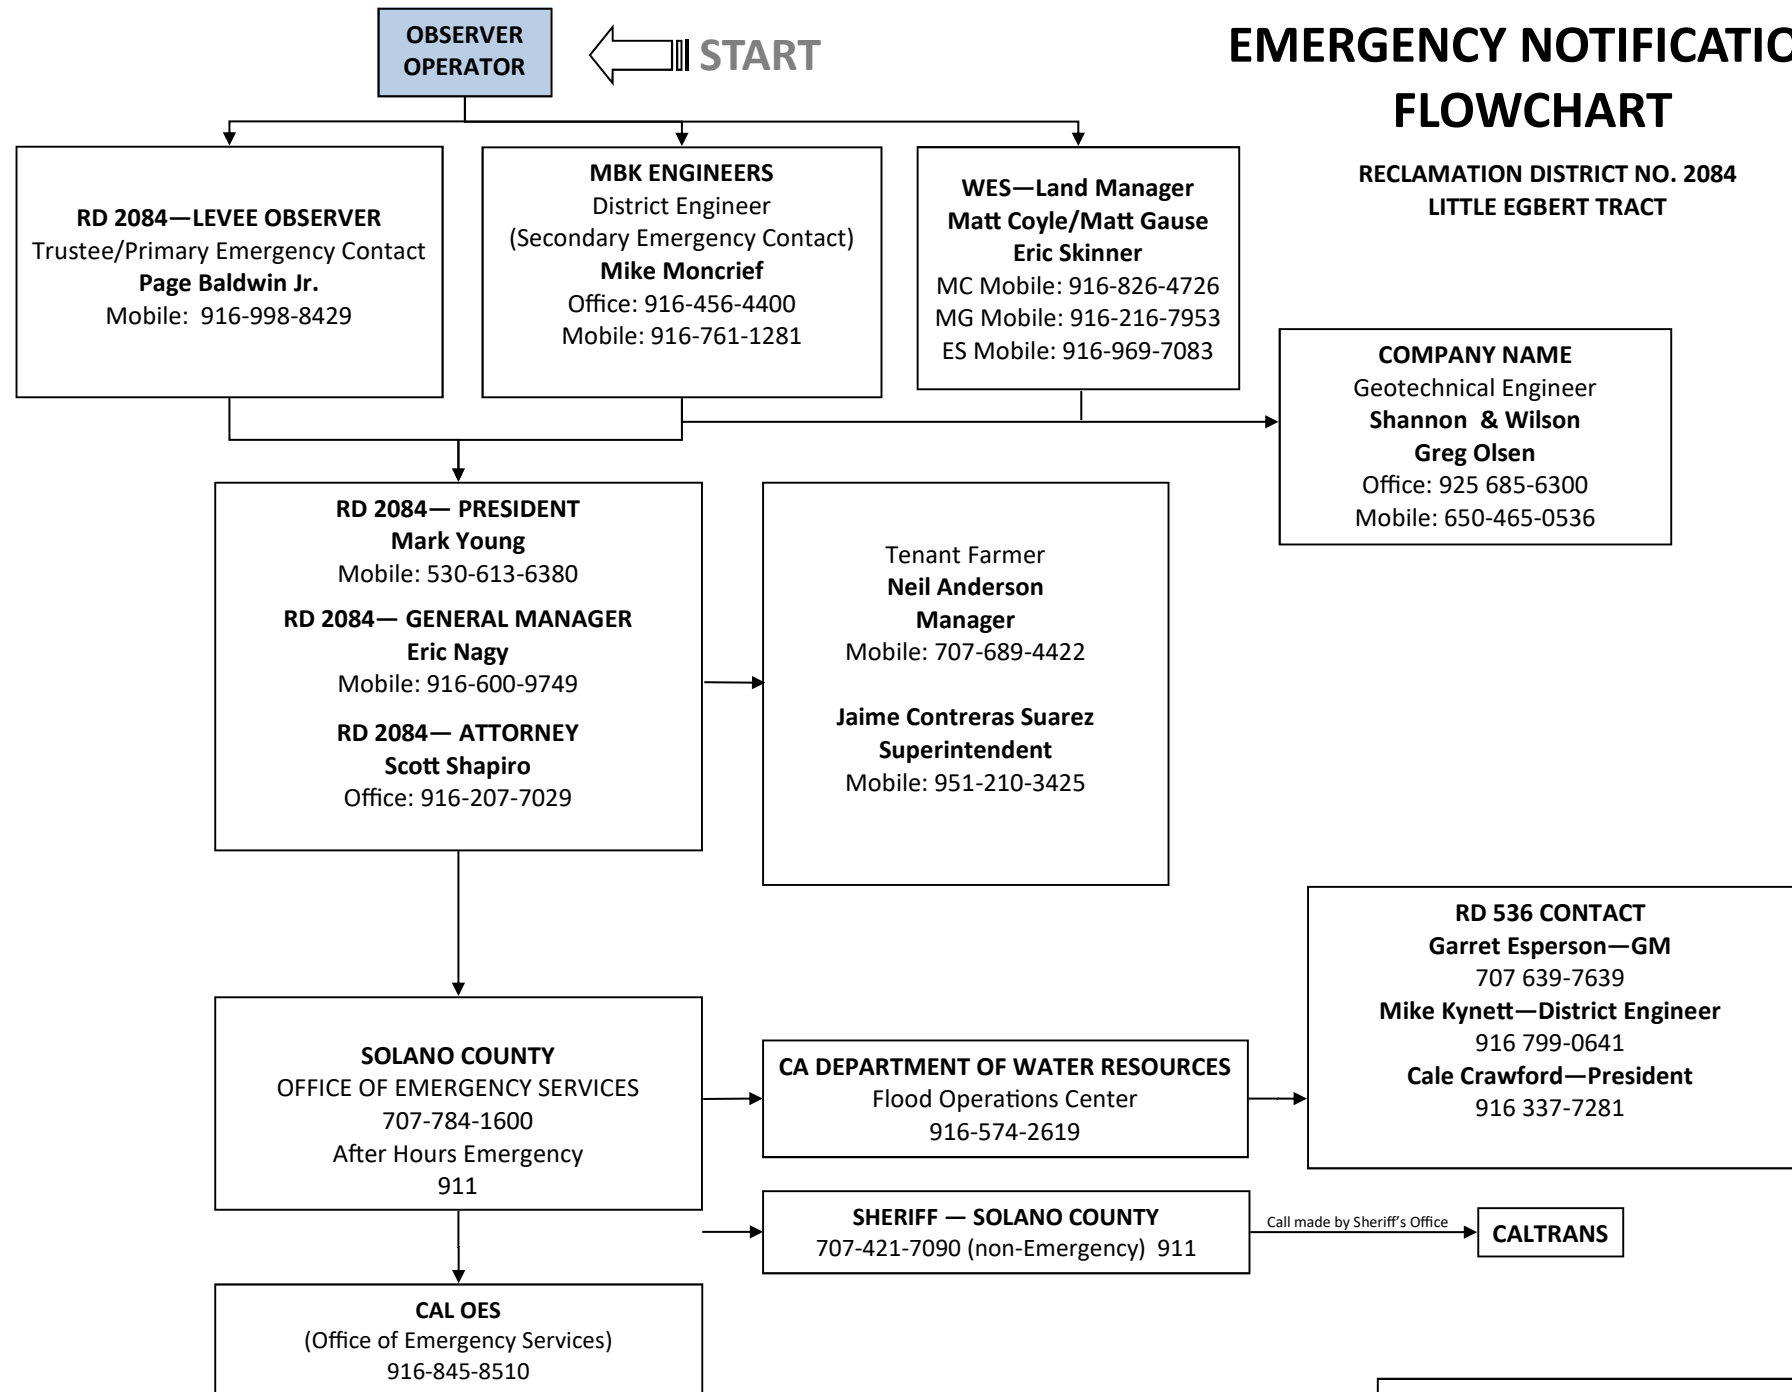 OBSERVER
OPERATOR
START
EMERGENCY NOTIFICATIO
FLOWCHART
RECLAMATION DISTRICT NO. 2084
LITTLE EGBERT TRACT
RD 2084—LEVEE OBSERVER
Trustee/Primary Emergency Contact
Page Baldwin Jr.
Mobile:  916-998-8429
MBK ENGINEERS
District Engineer
(Secondary Emergency Contact)
Mike Moncrief
Office: 916-456-4400
Mobile: 916-761-1281
WES—Land Manager
Matt Coyle/Matt Gause
Eric Skinner
MC Mobile: 916-826-4726
MG Mobile: 916-216-7953
ES Mobile: 916-969-7083
COMPANY NAME
Geotechnical Engineer
Shannon  & Wilson
Greg Olsen
Office: 925 685-6300
Mobile: 650-465-0536
RD 2084— PRESIDENT
Mark Young
Mobile: 530-613-6380
RD 2084— GENERAL MANAGER
Eric Nagy
Mobile: 916-600-9749
RD 2084— ATTORNEY
Scott Shapiro
Office: 916-207-7029
Tenant Farmer
Neil Anderson
Manager
Mobile: 707-689-4422
Jaime Contreras Suarez
Superintendent
Mobile: 951-210-3425
RD 536 CONTACT
Garret Esperson—GM
707 639-7639
Mike Kynett—District Engineer
916 799-0641
Cale Crawford—President
916 337-7281
SOLANO COUNTY
OFFICE OF EMERGENCY SERVICES
707-784-1600
After Hours Emergency
911
CA DEPARTMENT OF WATER RESOURCES
Flood Operations Center
916-574-2619
SHERIFF — SOLANO COUNTY
707-421-7090 (non-Emergency)  911
Call made by Sheriff's Office
CALTRANS
CAL OES
(Office of Emergency Services)
916-845-8510